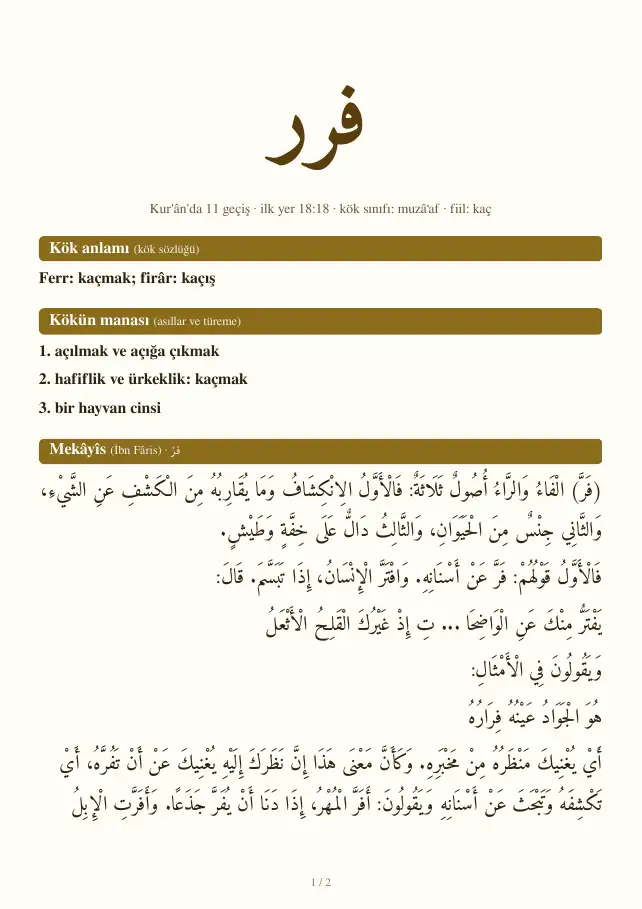 فرر
Kur'ân'da 11 geçiş · ilk yer 18:18 · kök sınıfı: muzâ'af · fiil: kaç
Kök anlamı (kök sözlüğü)
Ferr: kaçmak; firâr: kaçış
Kökün manası (asıllar ve türeme)
1. açılmak ve açığa çıkmak
2. hafiflik ve ürkeklik: kaçmak
3. bir hayvan cinsi
Mekâyîs (İbn Fâris) · فَرَّ
(فَرَّ) الْفَاءُ وَالرَّاءُ أُصُولٌ ثَلَاثَةٌ: فَالْأَوَّلُ الِانْكِشَافُ وَمَا يُقَارِبُهُ مِنَ الْكَشْفِ عَنِ الشَّيْءِ،
وَالثَّانِي جِنْسٌ مِنَ الْحَيَوَانِ، وَالثَّالِثُ دَالٌّ عَلَى خِفَّةٍ وَطَيْشٍ.
فَالْأَوَّلُ قَوْلُهُمْ: فَرَّ عَنْ أَسْنَانِهِ. وَافْتَرَّ الْإِنْسَانُ، إِذَا تَبَسَّمَ. قَالَ:
يَفْتَرُّ مِنْكَ عَنِ الْوَاضِحَا ... تِ إِذْ غَيْرُكَ الْقَلِحُ الْأَثْعَلُ
وَيَقُولُونَ فِي الْأَمْثَالِ:
هُوَ الْجَوَادُ عَيْنُهُ فِرَارُهُ
أَيْ يُغْنِيكَ مَنْظَرُهُ مِنْ مَخْبَرِهِ. وَكَأَنَّ مَعْنَى هَذَا إِنَّ نَظَرَكَ إِلَيْهِ يُغْنِيكَ عَنْ أَنْ تَفُرَّهُ، أَيْ
تَكْشِفَهُ وَتَبْحَثَ عَنْ أَسْنَانِهِ وَيَقُولُونَ: أَفَرَّ الْمُهْرُ، إِذَا دَنَا أَنْ يُفَرَّ جَذَعًا. وَأَفَرَّتِ الْإِبِلُ
1 / 2